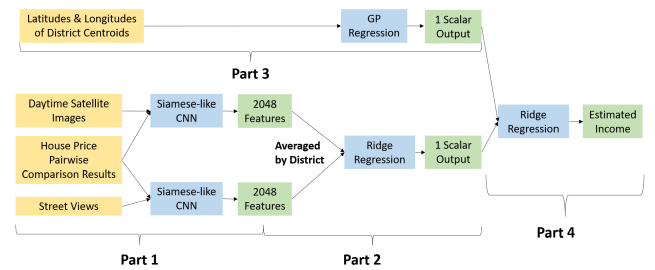 Latitudes & Longitudes
of District Centroids
GP
Regression
1 Scalar
Output
Part 3
Daytime Satellite
Images
Siamese-like
CNN
2048
Features
House Price
Pairwise
Comparison Results
Averaged
by District
Ridge
Regression
1 Scalar
Output
Ridge
Regression
Estimated
Income
Street Views
Siamese-like
CNN
2048
Features
Part 1
Part 2
Part 4